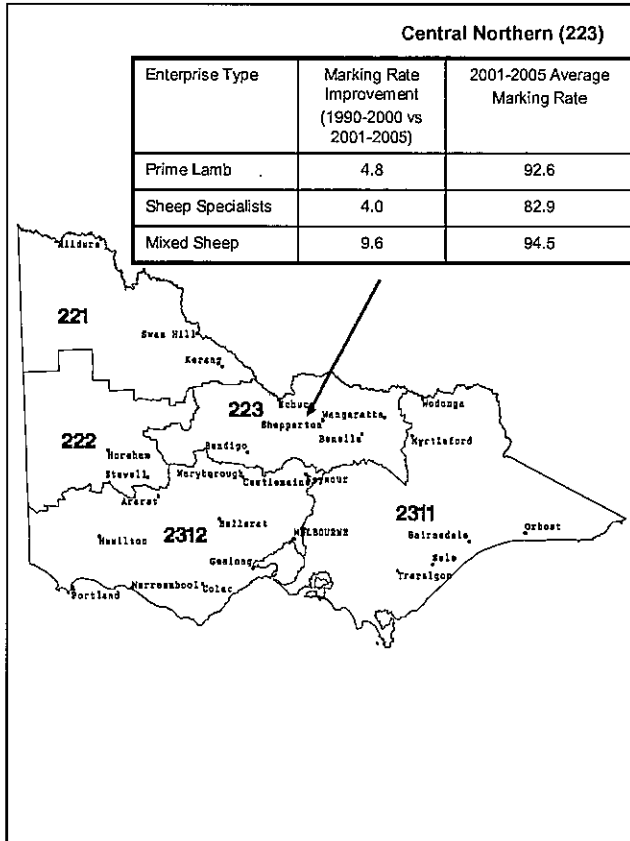 Central Northern (223)
Enterprise Type
Marking Rate
Improvement
(1990-2000 vs
2001-2005)
2001-2005 Average
Marking Rate
Prime Lamb
4.8
92.6
Sheep Specialists
4.0
82.9
Mixed Sheep
9.6
94.5
Mildura
221
Swan Hill
Kerang
Echuca
Wodonga
223
Wangaratta
Shepparton
222
Bendigo
Benalla
Myrtleford
Horsham
Stawell
Maryborough
Castlemaine
Seymour
Ararat
Ballarat
2311
Hamilton
2312
MELBOURNE
Bairnsdale
Orbost
Geelong
Sale
Traralgon
Portland
Warrnambool
Colac